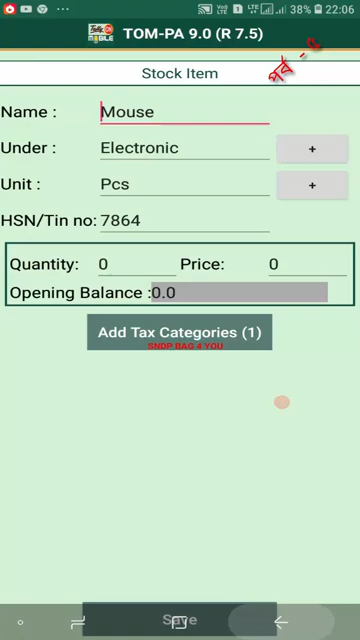 38% 22:06
TOM-PA 9.0 (R 7.5)
Stock Item
পর্ব -
Name : Mouse
Under : Electronic +
Unit : Pcs +
HSN/Tin no: 7864
Quantity: 0 Price: 0
Opening Balance :0.0
Add Tax Categories (1)
SNDP BAG 4 YOU
Save